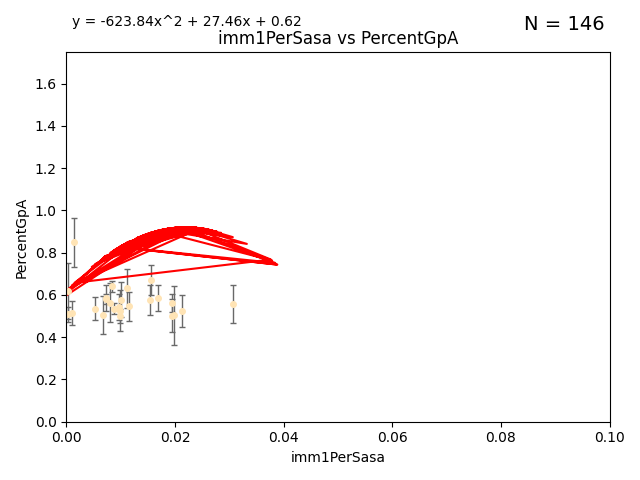 y = -623.84x^2 + 27.46x + 0.62
N = 146
imm1PerSasa vs PercentGpA
PercentGpA
1.6
1.4
1.2
1.0
0.8
0.6
0.4
0.2
0.0
0.00 0.02 0.04 0.06 0.08 0.10
imm1PerSasa